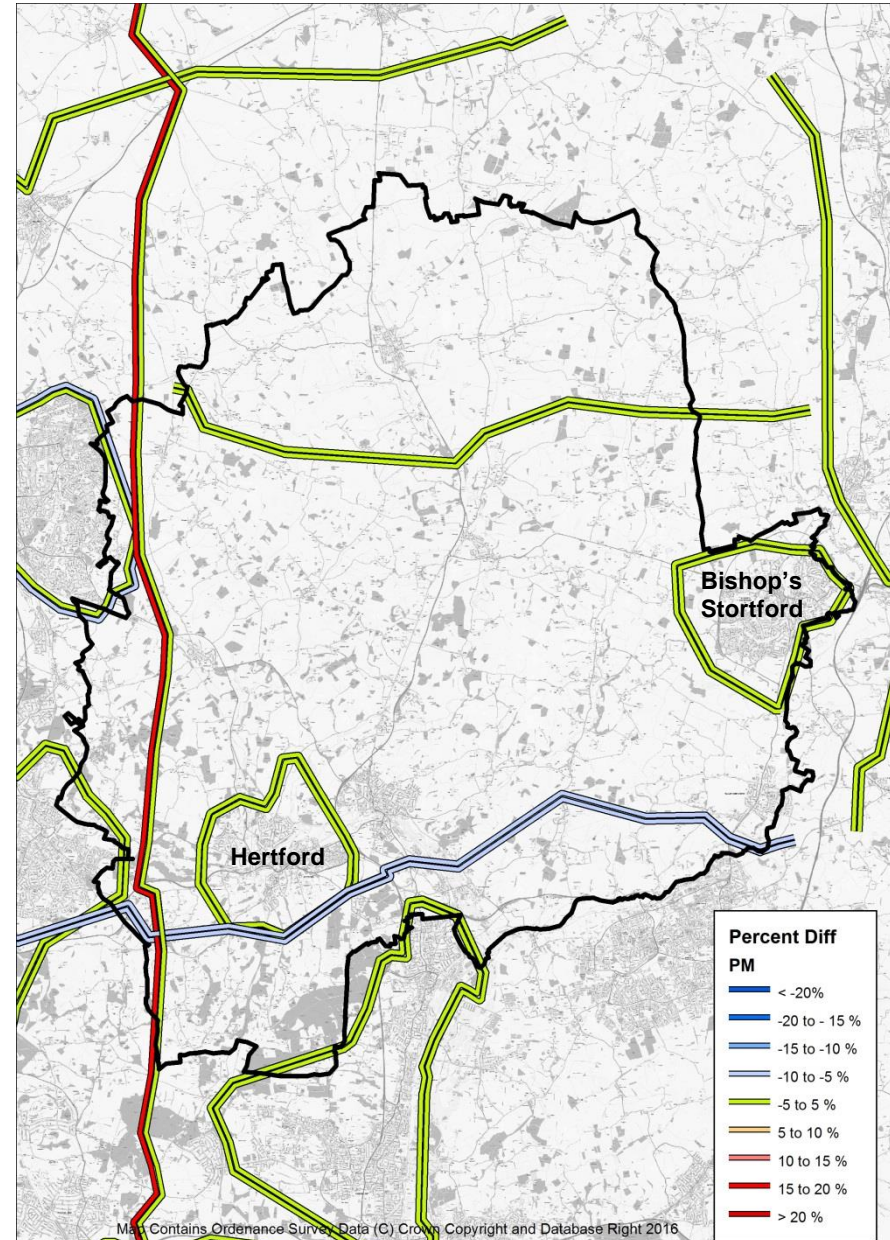 Bishop's
Stortford
Hertford
Percent Diff
PM
< -20%
-20 to - 15 %
-15 to -10 %
-10 to -5 %
-5 to 5 %
5 to 10 %
10 to 15 %
15 to 20 %
> 20 %
Map Contains Ordenance Survey Data (C) Crown Copyright and Database Right 2016